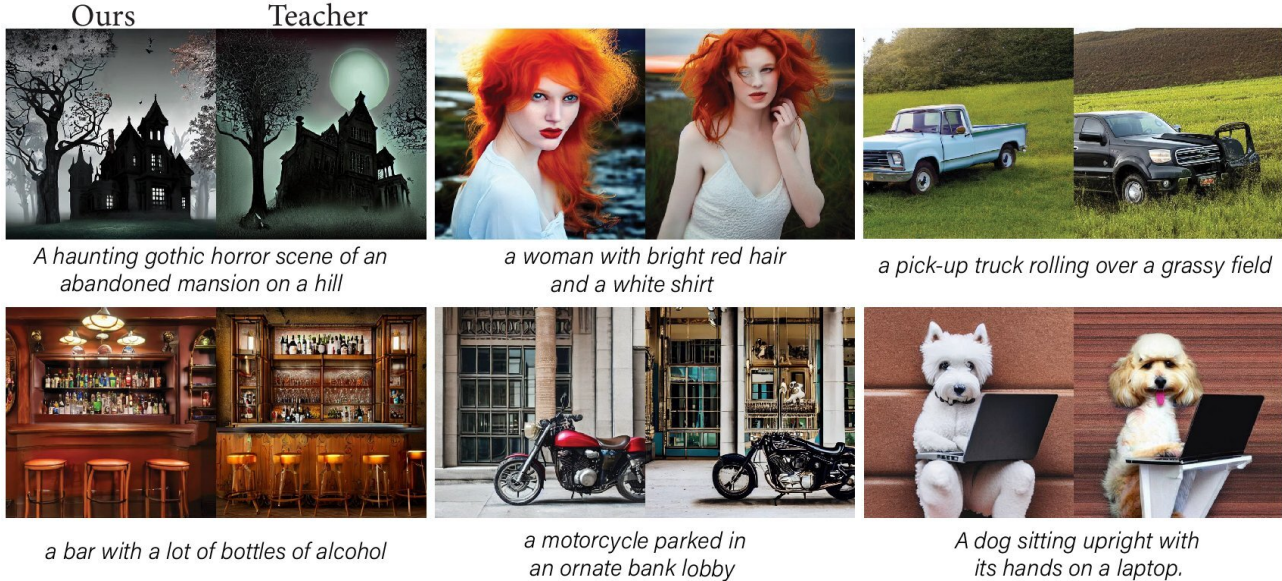 Ours
Teacher
A haunting gothic horror scene of an
abandoned mansion on a hill
a woman with bright red hair
and a white shirt
a pick-up truck rolling over a grassy field
a bar with a lot of bottles of alcohol
a motorcycle parked in
an ornate bank lobby
A dog sitting upright with
its hands on a laptop.